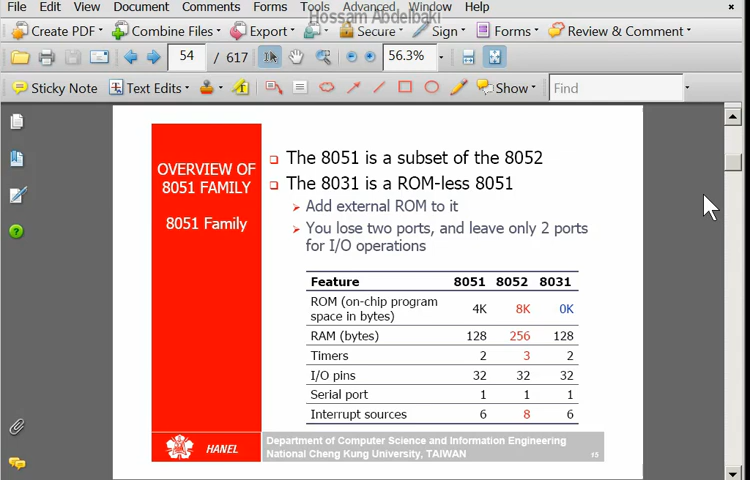 File Edit View Document Comments Forms Tools Advanced Window Help
Hossam Abdelbaki
Create PDF Combine Files Export Secure Sign Forms Review & Comment
54 / 617 56.3% Find
Sticky Note Text Edits Show
OVERVIEW OF
8051 FAMILY
8051 Family
The 8051 is a subset of the 8052
The 8031 is a ROM-less 8051
Add external ROM to it
You lose two ports, and leave only 2 ports
for I/O operations
Feature 8051 8052 8031
ROM (on-chip program
space in bytes) 4K 8K 0K
RAM (bytes) 128 256 128
Timers 2 3 2
I/O pins 32 32 32
Serial port 1 1 1
Interrupt sources 6 8 6
HANEL
Department of Computer Science and Information Engineering
National Cheng Kung University, TAIWAN 15